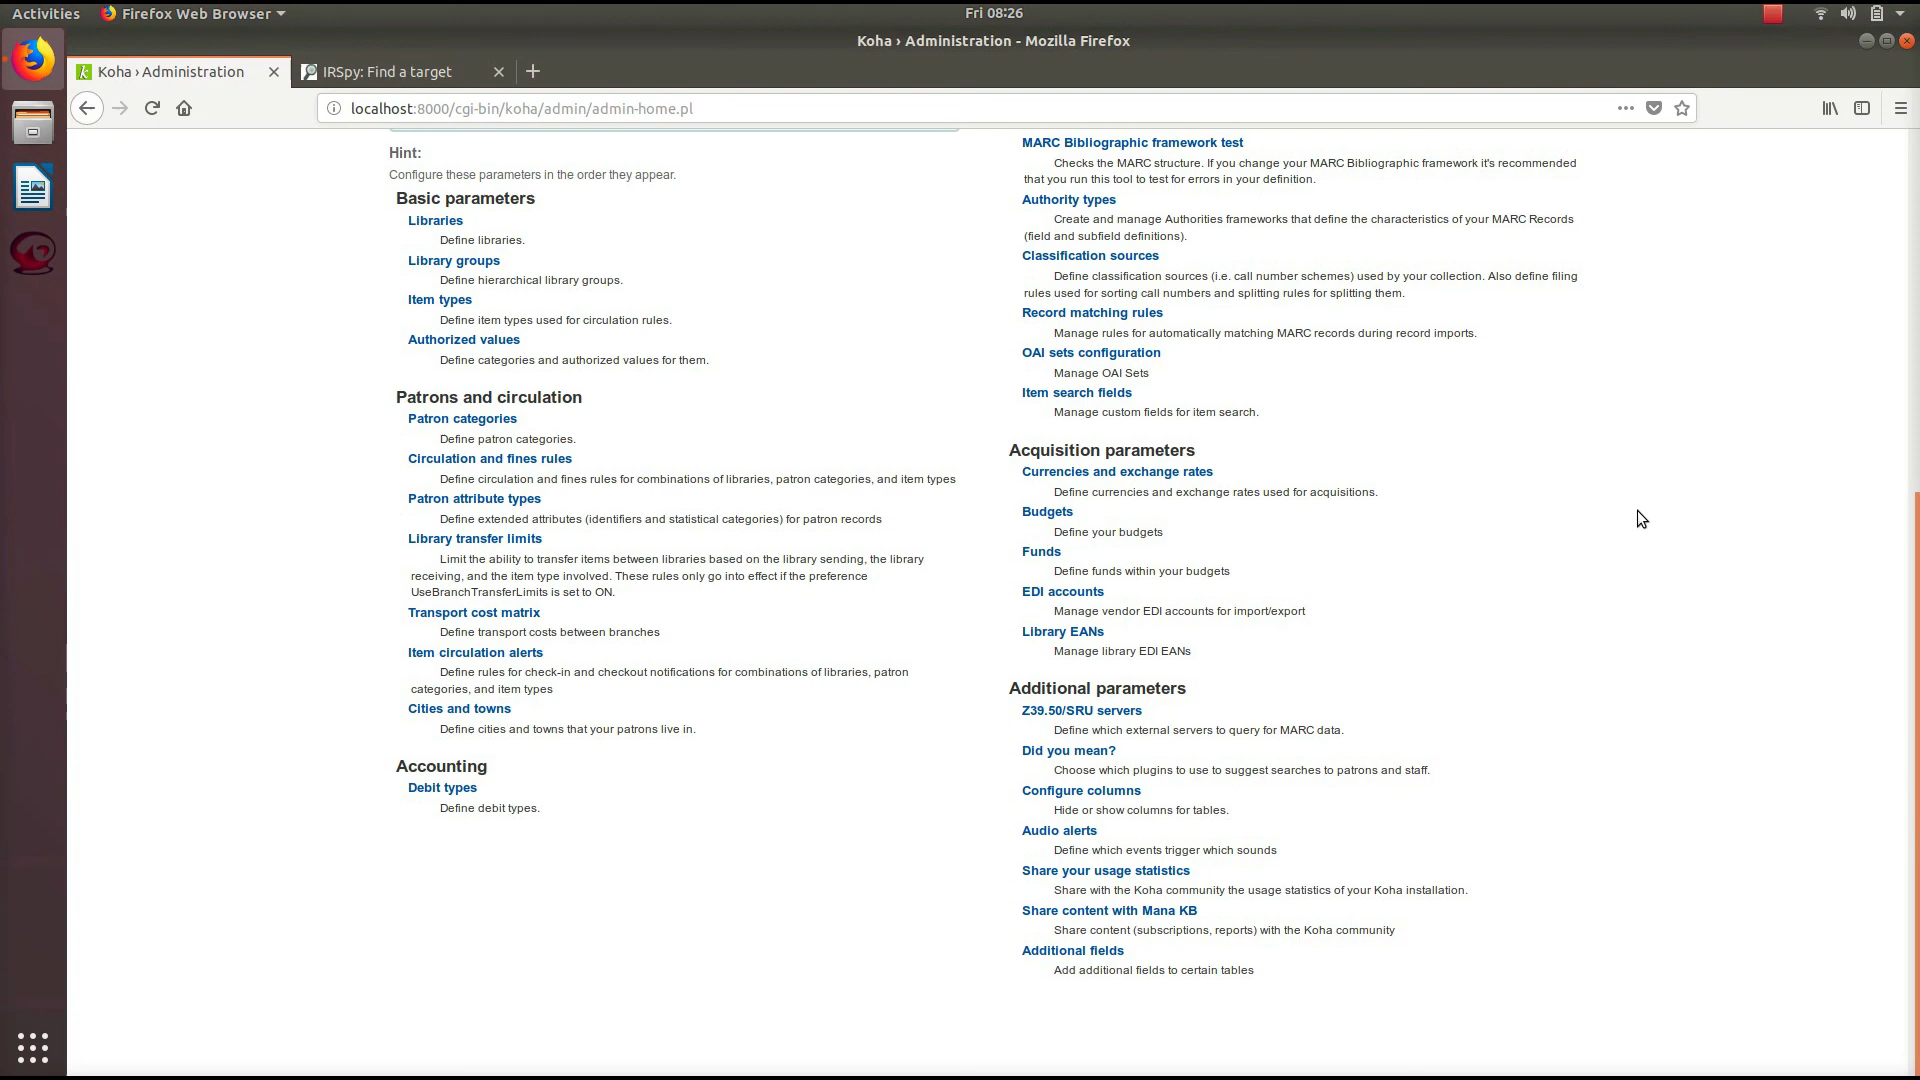 Activities
Firefox Web Browser
Fri 08:26
Koha › Administration - Mozilla Firefox
Koha › Administration
IRSpy: Find a target
localhost:8000/cgi-bin/koha/admin/admin-home.pl
Hint:
Configure these parameters in the order they appear.
Basic parameters
Libraries
Define libraries.
Library groups
Define hierarchical library groups.
Item types
Define item types used for circulation rules.
Authorized values
Define categories and authorized values for them.
Patrons and circulation
Patron categories
Define patron categories.
Circulation and fines rules
Define circulation and fines rules for combinations of libraries, patron categories, and item types
Patron attribute types
Define extended attributes (identifiers and statistical categories) for patron records
Library transfer limits
Limit the ability to transfer items between libraries based on the library sending, the library
receiving, and the item type involved. These rules only go into effect if the preference
UseBranchTransferLimits is set to ON.
Transport cost matrix
Define transport costs between branches
Item circulation alerts
Define rules for check-in and checkout notifications for combinations of libraries, patron
categories, and item types
Cities and towns
Define cities and towns that your patrons live in.
Accounting
Debit types
Define debit types.
MARC Bibliographic framework test
Checks the MARC structure. If you change your MARC Bibliographic framework it's recommended
that you run this tool to test for errors in your definition.
Authority types
Create and manage Authorities frameworks that define the characteristics of your MARC Records
(field and subfield definitions).
Classification sources
Define classification sources (i.e. call number schemes) used by your collection. Also define filing
rules used for sorting call numbers and splitting rules for splitting them.
Record matching rules
Manage rules for automatically matching MARC records during record imports.
OAI sets configuration
Manage OAI Sets
Item search fields
Manage custom fields for item search.
Acquisition parameters
Currencies and exchange rates
Define currencies and exchange rates used for acquisitions.
Budgets
Define your budgets
Funds
Define funds within your budgets
EDI accounts
Manage vendor EDI accounts for import/export
Library EANs
Manage library EDI EANs
Additional parameters
Z39.50/SRU servers
Define which external servers to query for MARC data.
Did you mean?
Choose which plugins to use to suggest searches to patrons and staff.
Configure columns
Hide or show columns for tables.
Audio alerts
Define which events trigger which sounds
Share your usage statistics
Share with the Koha community the usage statistics of your Koha installation.
Share content with Mana KB
Share content (subscriptions, reports) with the Koha community
Additional fields
Add additional fields to certain tables